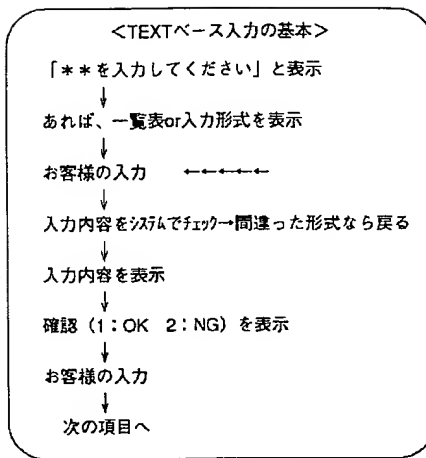 <TEXTベース入力の基本>
「＊＊を入力してください」と表示
↓
あれば、一覧表or入力形式を表示
↓
お客様の入力　←←←←←
↓
入力内容をｼｽﾃﾑでﾁｪｯｸ→間違った形式なら戻る
↓
入力内容を表示
↓
確認（1：OK　2：NG）を表示
↓
お客様の入力
↓
次の項目へ